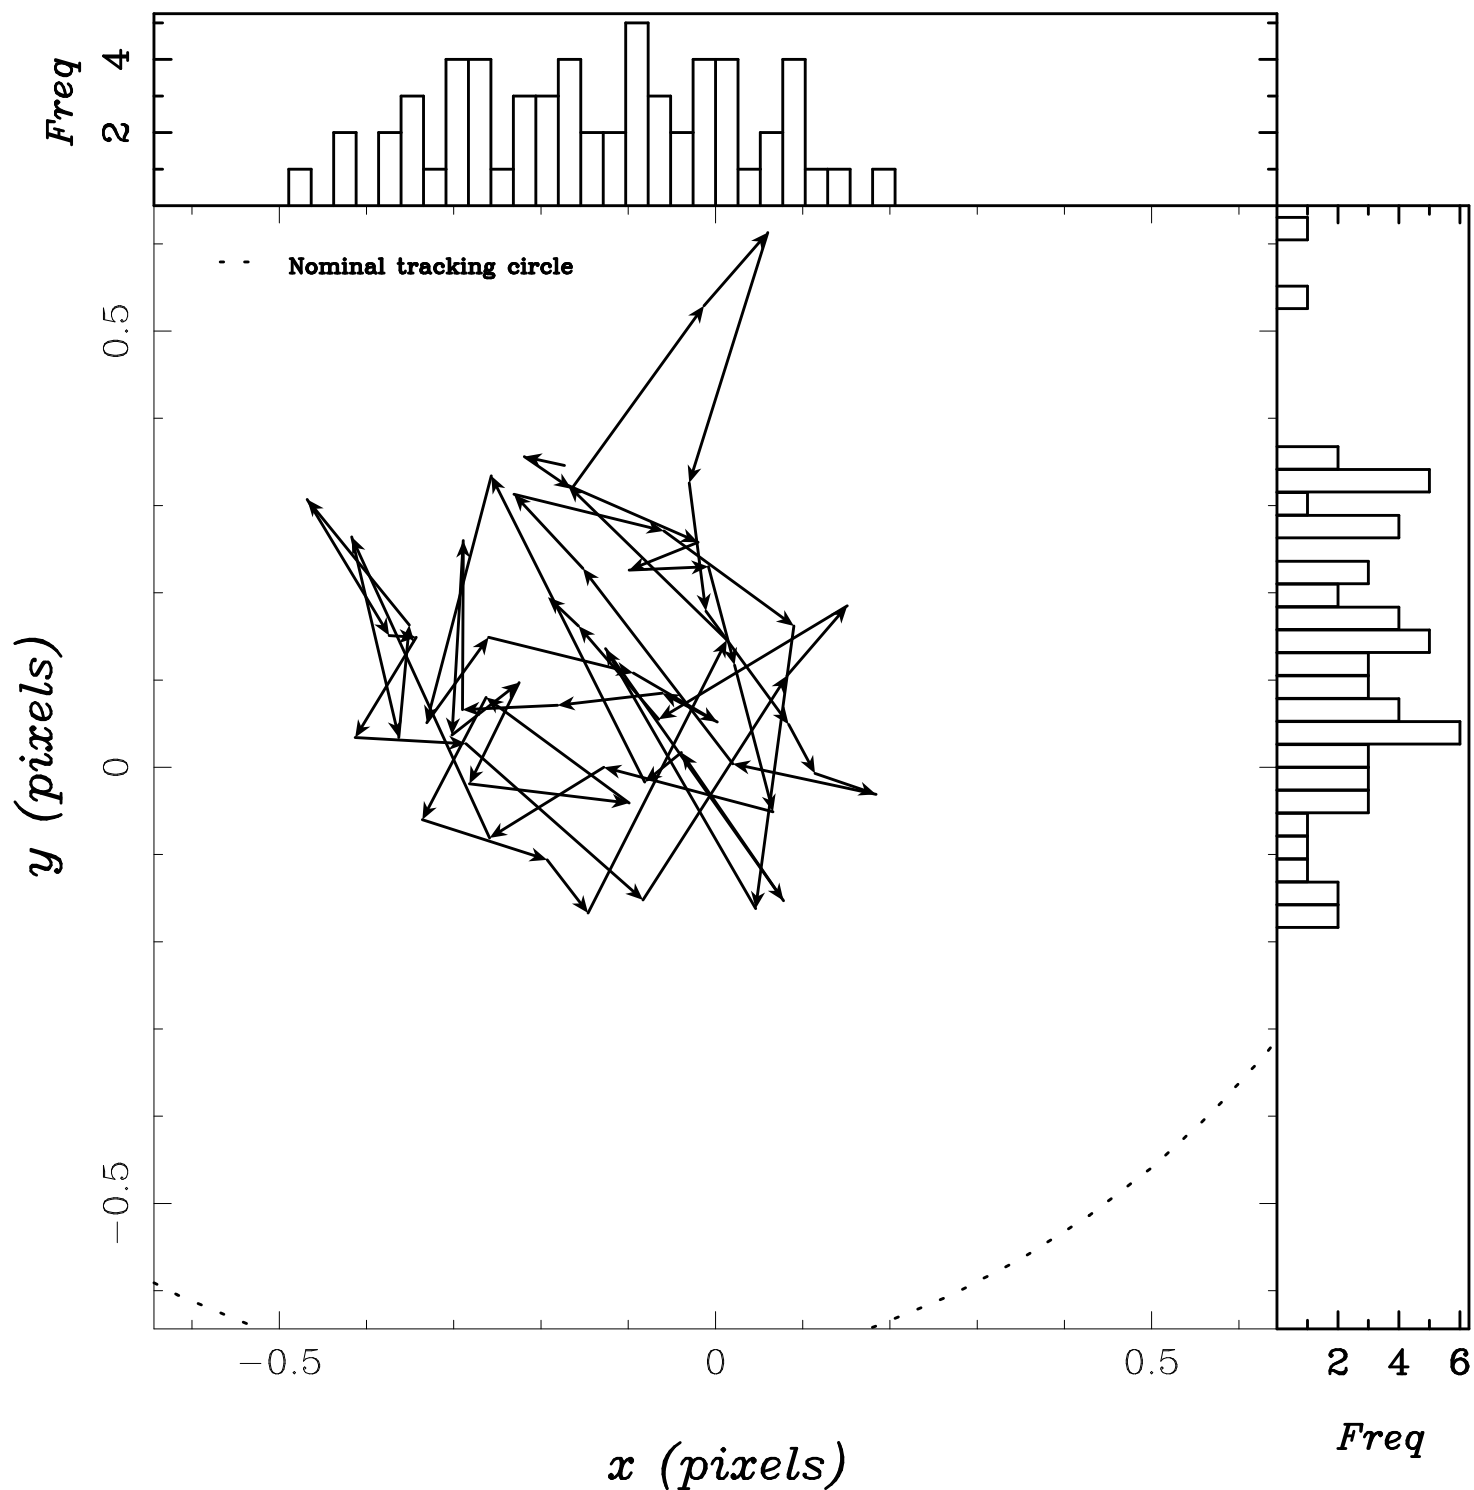 Freq
4
2
Nominal tracking circle
0.5
0
−0.5
y (pixels)
−0.5 0 0.5
2 4 6
Freq
x (pixels)